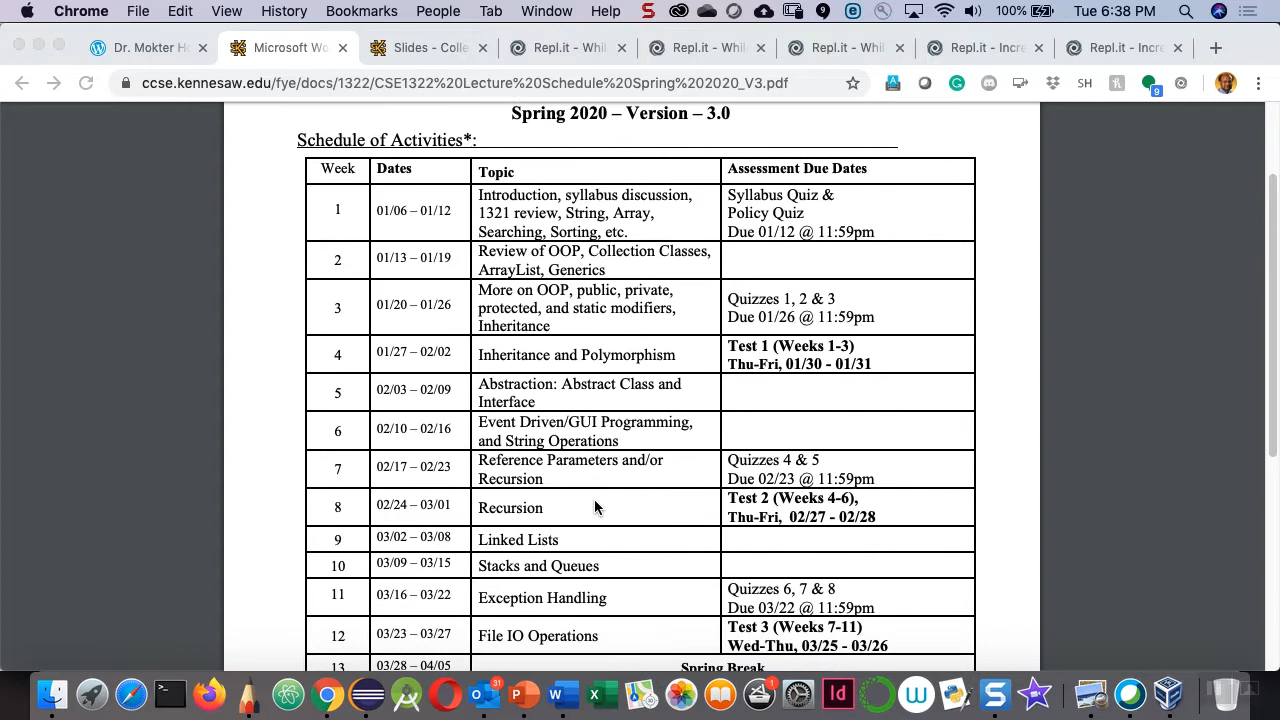 Chrome File Edit View History Bookmarks People Tab Window Help 100% Tue 6:38 PM
Dr. Mokter Ho Microsoft Wo Slides - Colle Repl.it - Whil Repl.it - Whil Repl.it - Whil Repl.it - Incre Repl.it - Incre
ccse.kennesaw.edu/fye/docs/1322/CSE1322%20Lecture%20Schedule%20Spring%202020_V3.pdf SH 9
Spring 2020 – Version – 3.0
Schedule of Activities*:
Week Dates Topic Assessment Due Dates
1 01/06 – 01/12
Introduction, syllabus discussion,
1321 review, String, Array,
Searching, Sorting, etc.
Syllabus Quiz &
Policy Quiz
Due 01/12 @ 11:59pm
2 01/13 – 01/19
Review of OOP, Collection Classes,
ArrayList, Generics
3 01/20 – 01/26
More on OOP, public, private,
protected, and static modifiers,
Inheritance
Quizzes 1, 2 & 3
Due 01/26 @ 11:59pm
4 01/27 – 02/02 Inheritance and Polymorphism
Test 1 (Weeks 1-3)
Thu-Fri, 01/30 - 01/31
5 02/03 – 02/09
Abstraction: Abstract Class and
Interface
6 02/10 – 02/16
Event Driven/GUI Programming,
and String Operations
7 02/17 – 02/23
Reference Parameters and/or
Recursion
Quizzes 4 & 5
Due 02/23 @ 11:59pm
8 02/24 – 03/01 Recursion
Test 2 (Weeks 4-6),
Thu-Fri, 02/27 - 02/28
9 03/02 – 03/08 Linked Lists
10 03/09 – 03/15 Stacks and Queues
11 03/16 – 03/22 Exception Handling
Quizzes 6, 7 & 8
Due 03/22 @ 11:59pm
12 03/23 – 03/27 File IO Operations
Test 3 (Weeks 7-11)
Wed-Thu, 03/25 - 03/26
13 03/28 – 04/05 Spring Break
31 1 Id W S